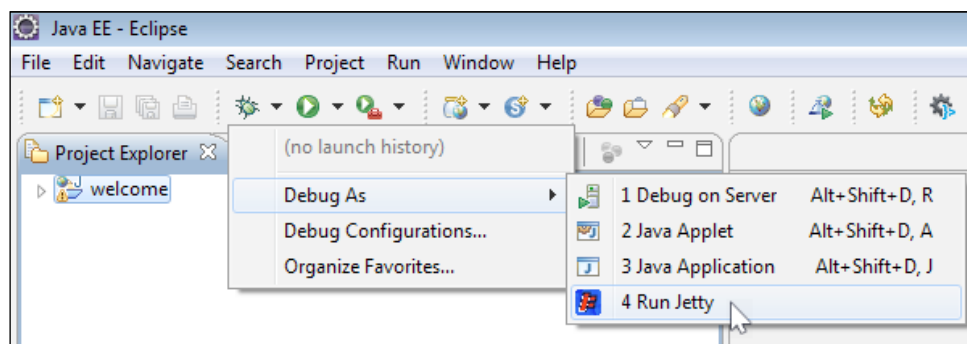 Java EE - Eclipse
File Edit Navigate Search Project Run Window Help
Project Explorer
welcome
(no launch history)
Debug As
Debug Configurations...
Organize Favorites...
1 Debug on Server Alt+Shift+D, R
2 Java Applet Alt+Shift+D, A
3 Java Application Alt+Shift+D, J
4 Run Jetty